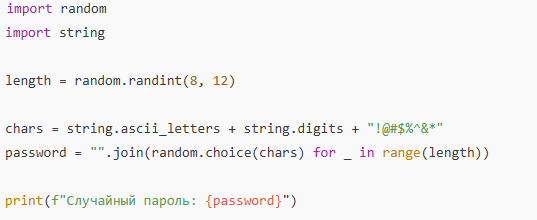 import random
import string
length = random.randint(8, 12)
chars = string.ascii_letters + string.digits + "!@#$%^&*"
password = "".join(random.choice(chars) for _ in range(length))
print(f"Случайный пароль: {password}")